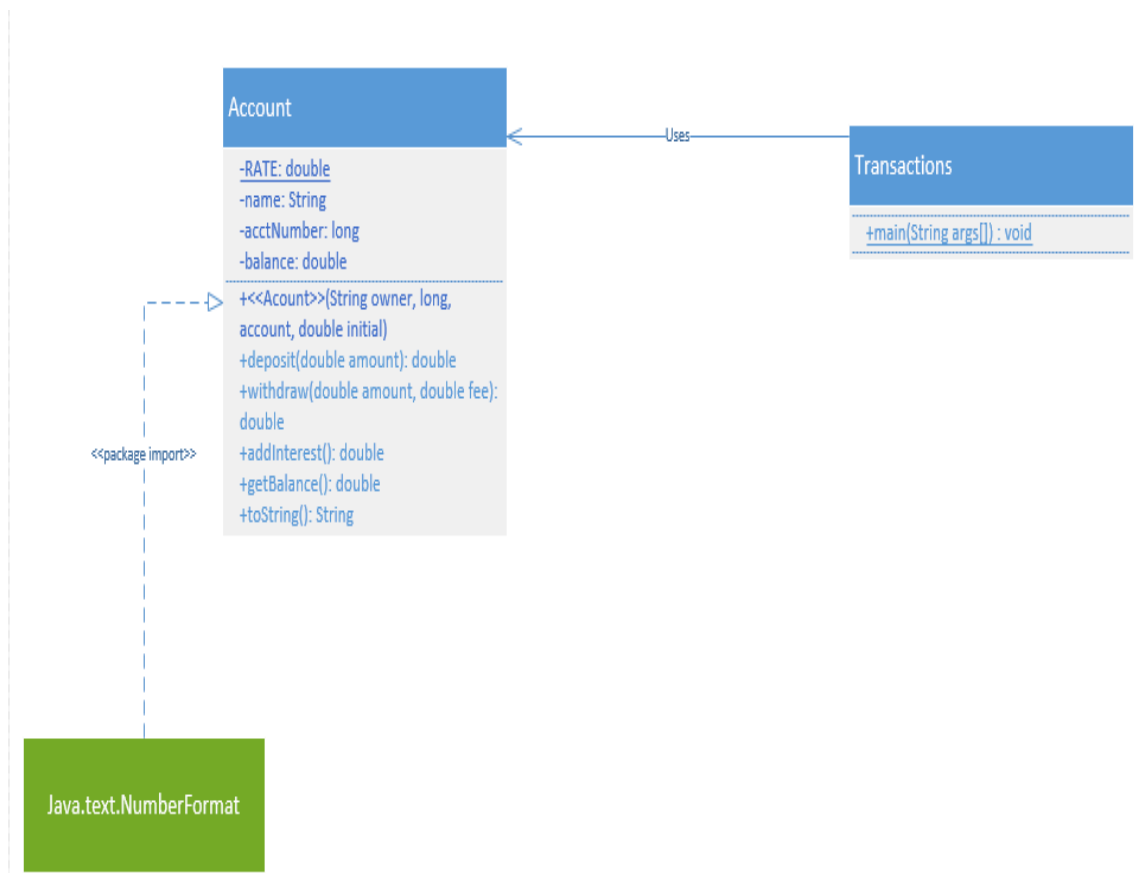 Account
-RATE: double
-name: String
-acctNumber: long
-balance: double
+<<Acount>>(String owner, long,
account, double initial)
+deposit(double amount): double
+withdraw(double amount, double fee):
double
+addInterest(): double
+getBalance(): double
+toString(): String
Uses
Transactions
+main(String args[]) : void
<<package import>>
Java.text.NumberFormat